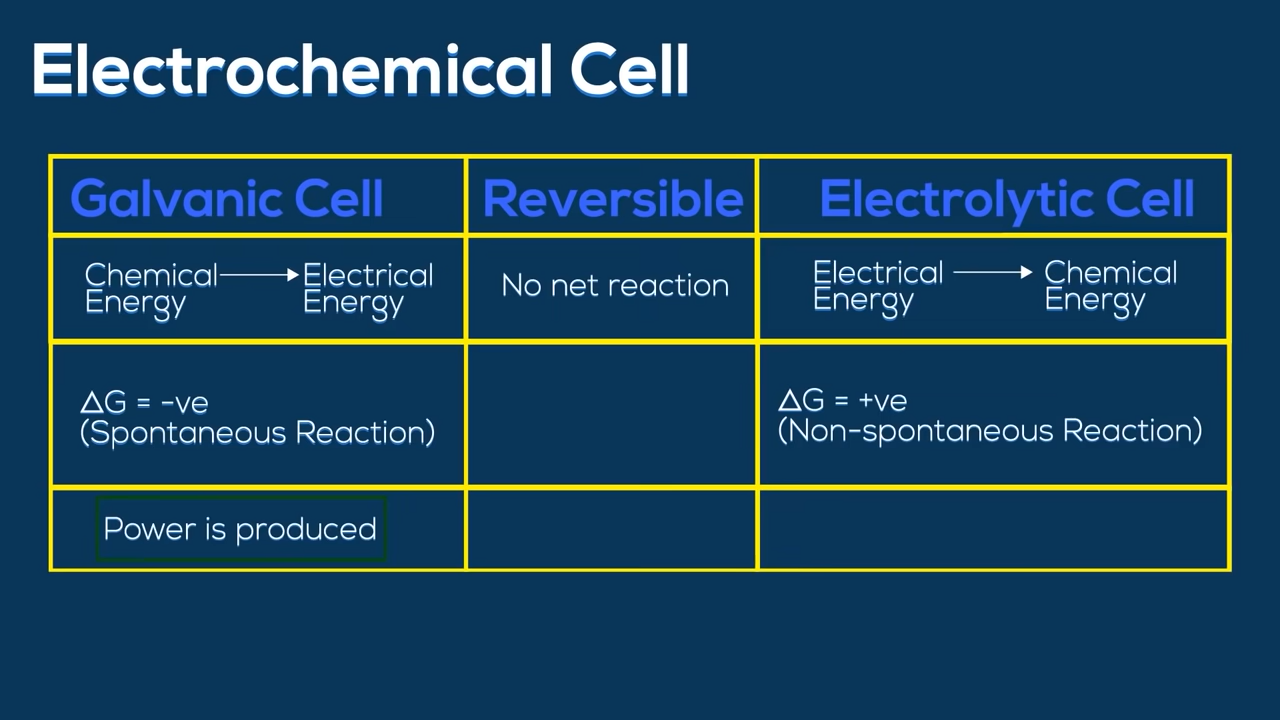 Electrochemical Cell
Galvanic Cell
Reversible
Electrolytic Cell
Chemical Energy
Electrical Energy
No net reaction
Electrical Energy
Chemical Energy
ΔG = -ve
(Spontaneous Reaction)
ΔG = +ve
(Non-spontaneous Reaction)
Power is produced